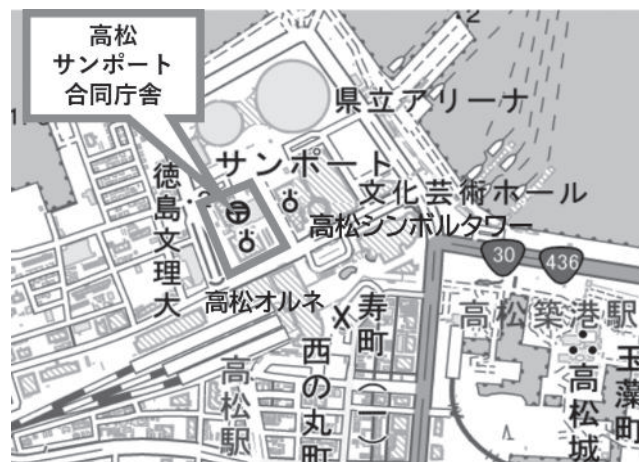 高松
サンポート
合同庁舎
県立アリーナ
サンポート
徳島文理大
文化芸術ホール
高松シンボルタワー
30
436
高松オルネ
寿町(一)
西の丸町
高松駅
高松築港駅
高松城
玉藻町